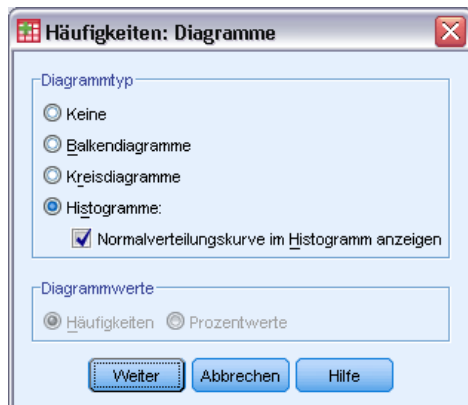 Häufigkeiten: Diagramme
Diagrammtyp
Keine
Balkendiagramme
Kreisdiagramme
Histogramme:
Normalverteilungskurve im Histogramm anzeigen
Diagrammwerte
Häufigkeiten Prozentwerte
Weiter Abbrechen Hilfe